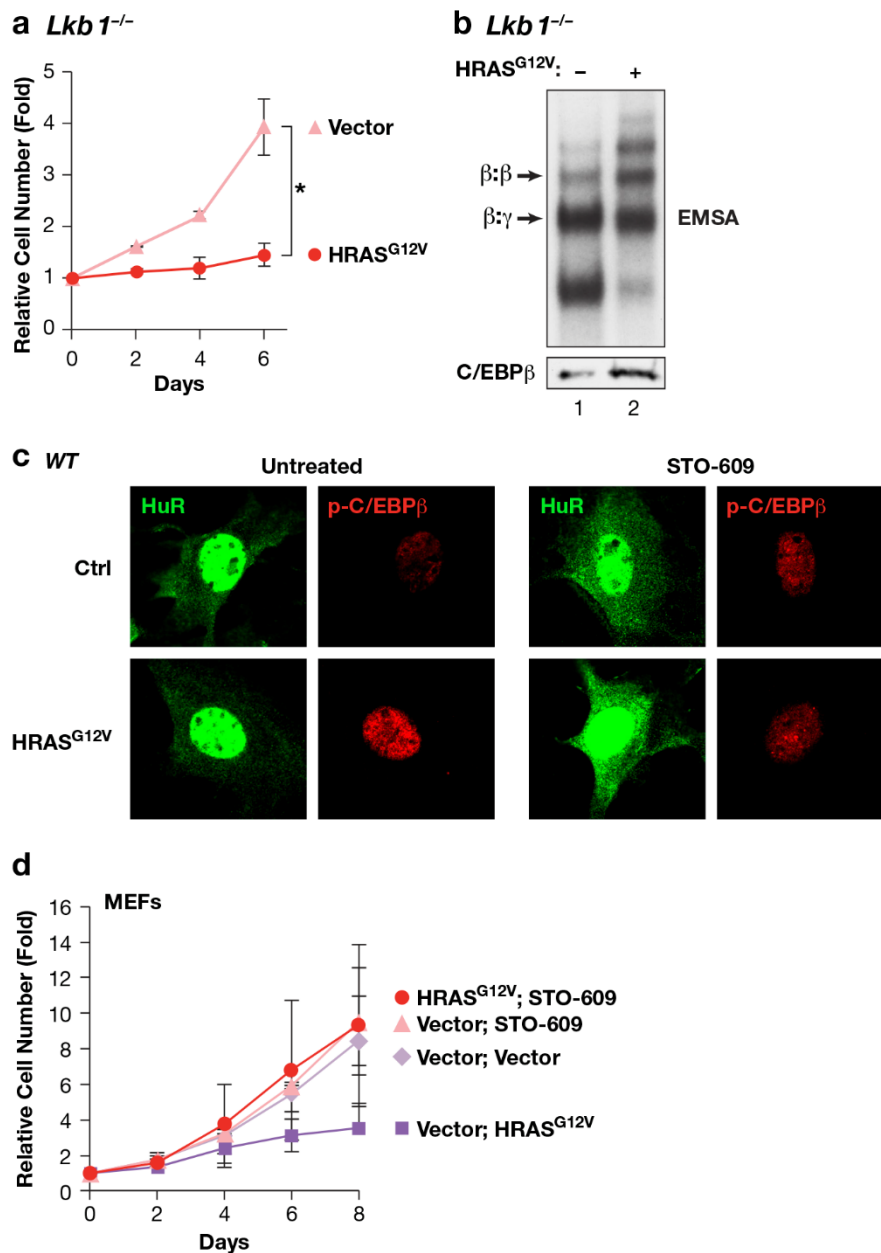 a Lkb1⁻/⁻
Relative Cell Number (Fold)
5
4
3
2
1
0
0 2 4 6
Days
Vector
*
HRASG12V
b Lkb1⁻/⁻
HRASG12V: – +
β:β
β:γ
EMSA
C/EBPβ
1 2
c WT
Untreated STO-609
HuR p-C/EBPβ HuR p-C/EBPβ
Ctrl
HRASG12V
d
MEFs
Relative Cell Number (Fold)
16
14
12
10
8
6
4
2
0
0 2 4 6 8
Days
HRASG12V; STO-609
Vector; STO-609
Vector; Vector
Vector; HRASG12V